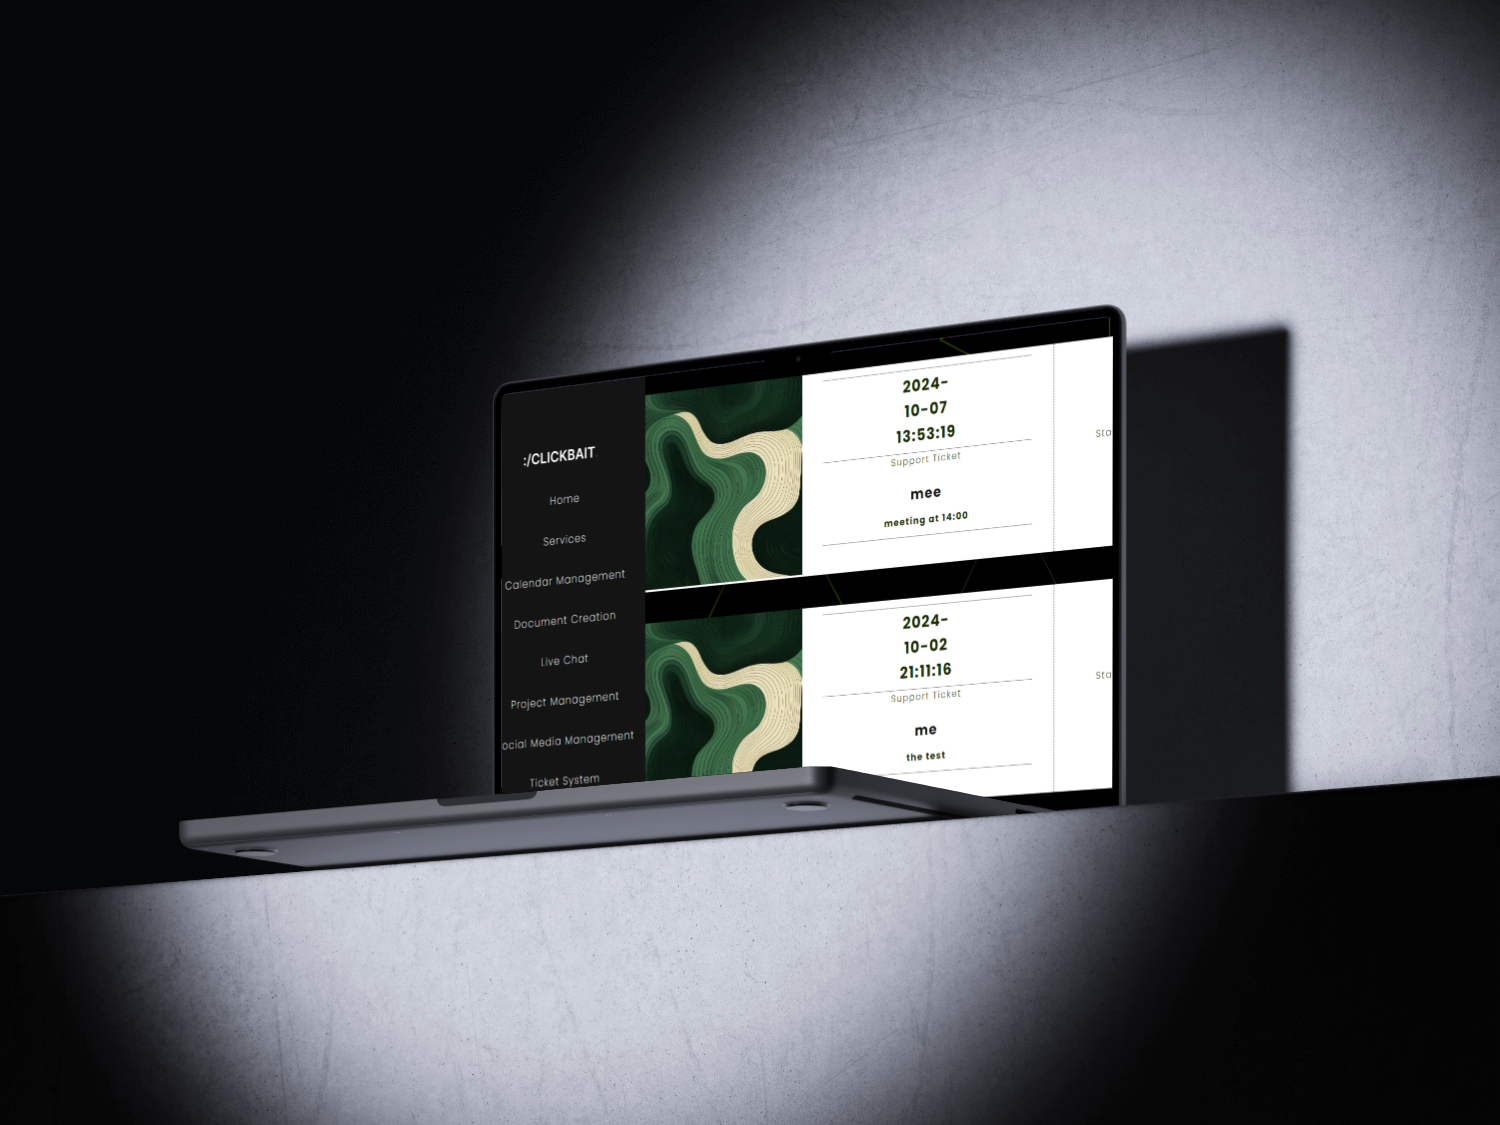 :/CLICKBAIT
Home
Services
Calendar Management
Document Creation
Live Chat
Project Management
ocial Media Management
Ticket System
2024-
10-07
13:53:19
Support Ticket
mee
meeting at 14:00
Sta
2024-
10-02
21:11:16
Support Ticket
me
the test
Sta